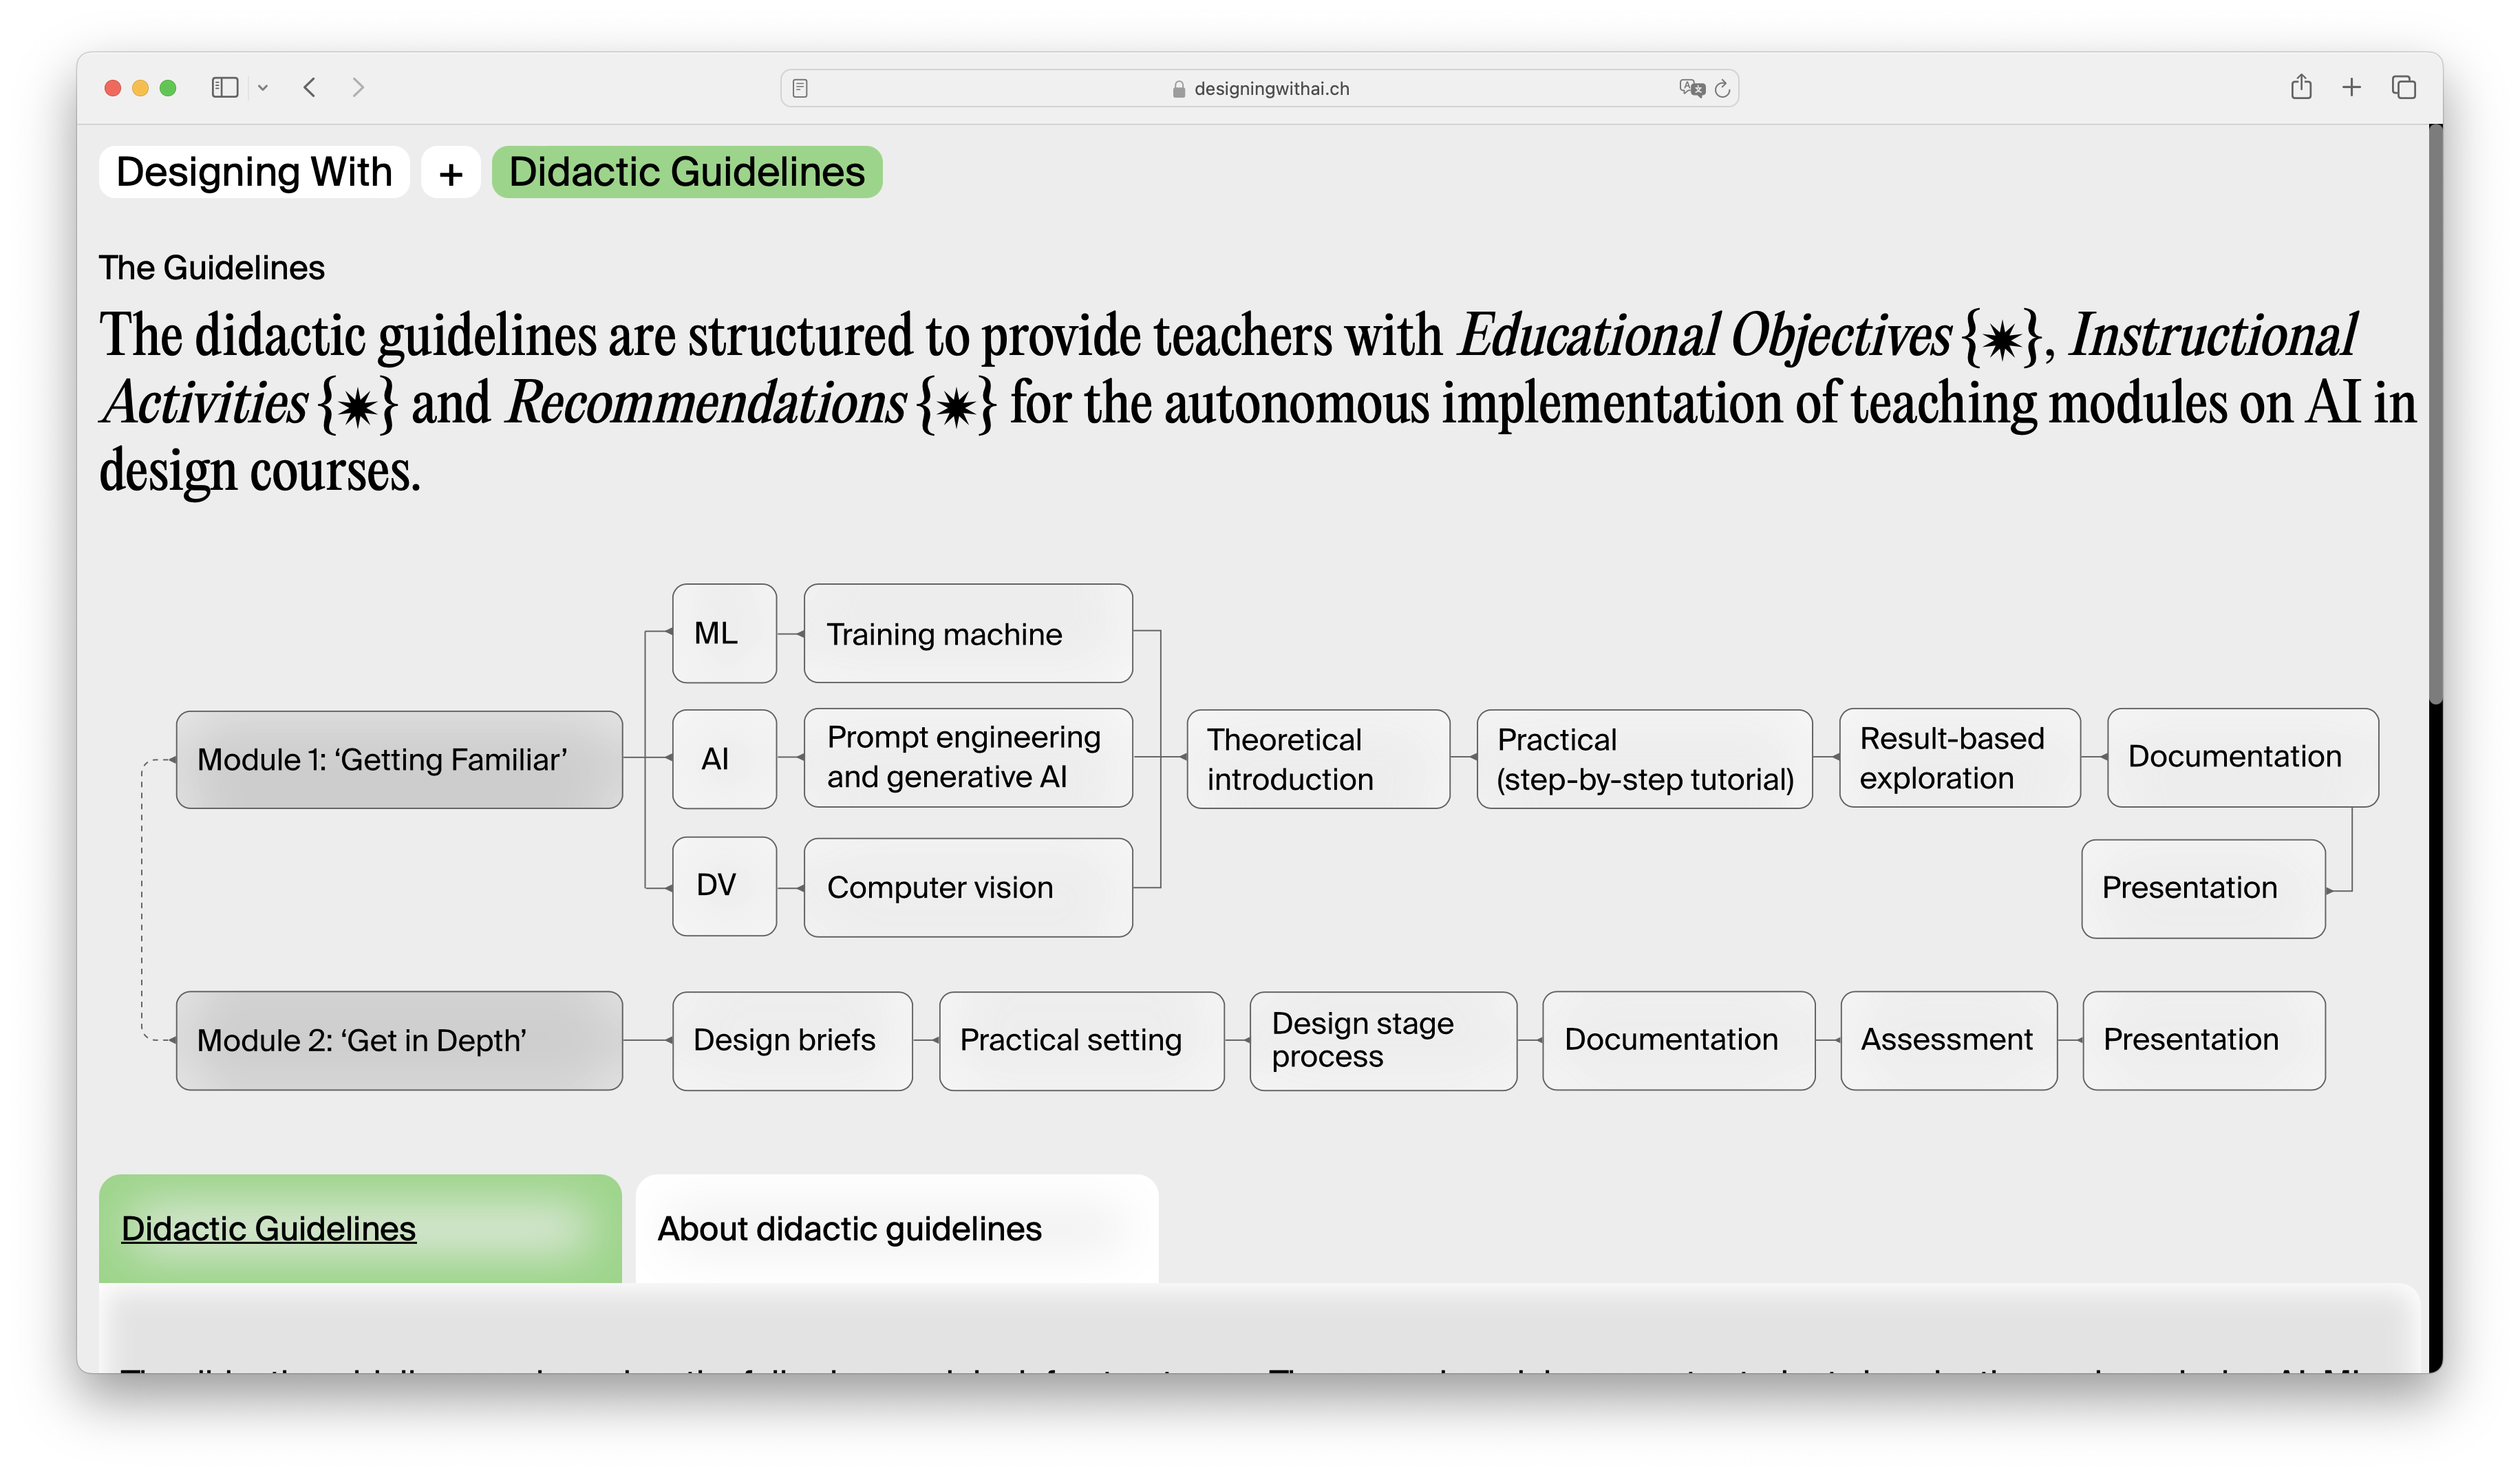 designingwithai.ch
Designing With
+
Didactic Guidelines
The Guidelines
The didactic guidelines are structured to provide teachers with Educational Objectives {✷}, Instructional
Activities {✷} and Recommendations {✷} for the autonomous implementation of teaching modules on AI in
design courses.
ML
Training machine
Module 1: ‘Getting Familiar’
AI
Prompt engineering
and generative AI
Theoretical
introduction
Practical
(step-by-step tutorial)
Result-based
exploration
Documentation
DV
Computer vision
Presentation
Module 2: ‘Get in Depth’
Design briefs
Practical setting
Design stage
process
Documentation
Assessment
Presentation
Didactic Guidelines
About didactic guidelines